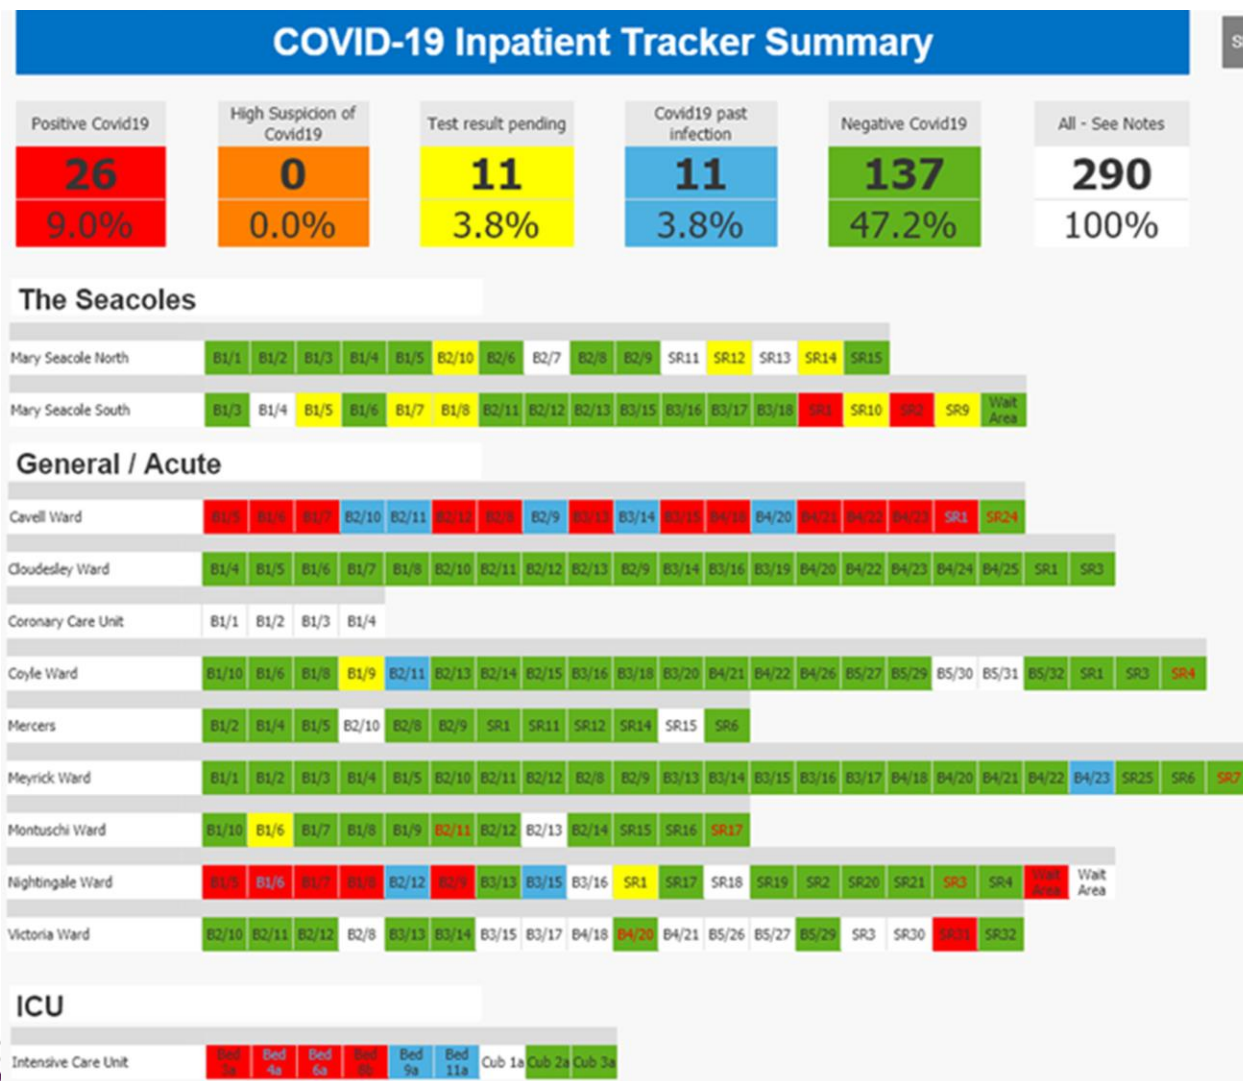 COVID-19 Inpatient Tracker Summary
S
Positive Covid19
High Suspicion of
Covid19
Test result pending
Covid19 past
infection
Negative Covid19
All - See Notes
26 0 11 11 137 290
9.0% 0.0% 3.8% 3.8% 47.2% 100%
The Seacoles
Mary Seacole North B1/1 B1/2 B1/3 B1/4 B1/5 B2/10 B2/6 B2/7 B2/8 B2/9 SR11 SR12 SR13 SR14 SR15
Mary Seacole South B1/3 B1/4 B1/5 B1/6 B1/7 B1/8 B2/11 B2/12 B2/13 B3/15 B3/16 B3/17 B3/18 SR1 SR10 SR2 SR9 Wait Area
General / Acute
Cavell Ward B1/5 B1/6 B1/7 B2/10 B2/11 B2/12 B2/8 B2/9 B3/13 B3/14 B3/15 B4/18 B4/20 B4/21 B4/22 B4/23 SR1 SR24
Cloudesley Ward B1/4 B1/5 B1/6 B1/7 B1/8 B2/10 B2/11 B2/12 B2/13 B2/9 B3/14 B3/16 B3/19 B4/20 B4/22 B4/23 B4/24 B4/25 SR1 SR3
Coronary Care Unit B1/1 B1/2 B1/3 B1/4
Coyle Ward B1/10 B1/6 B1/8 B1/9 B2/11 B2/13 B2/14 B2/15 B3/16 B3/18 B3/20 B4/21 B4/22 B4/26 B5/27 B5/29 B5/30 B5/31 B5/32 SR1 SR3 SR4
Mercers B1/2 B1/4 B1/5 B2/10 B2/8 B2/9 SR1 SR11 SR12 SR14 SR15 SR6
Meyrick Ward B1/1 B1/2 B1/3 B1/4 B1/5 B2/10 B2/11 B2/12 B2/8 B2/9 B3/13 B3/14 B3/15 B3/16 B3/17 B4/18 B4/20 B4/21 B4/22 B4/23 SR25 SR6 SR7
Montuschi Ward B1/10 B1/6 B1/7 B1/8 B1/9 B2/11 B2/12 B2/13 B2/14 SR15 SR16 SR17
Nightingale Ward B1/5 B1/6 B1/7 B1/8 B2/12 B2/9 B3/13 B3/15 B3/16 SR1 SR17 SR18 SR19 SR2 SR20 SR21 SR3 SR4 Wait Area Wait Area
Victoria Ward B2/10 B2/11 B2/12 B2/8 B3/13 B3/14 B3/15 B3/17 B4/18 B4/20 B4/21 B5/26 B5/27 B5/29 SR3 SR30 SR31 SR32
ICU
Intensive Care Unit Bed 3a Bed 4a Bed 6a Bed 6b Bed 9a Bed 11a Cub 1a Cub 2a Cub 3a